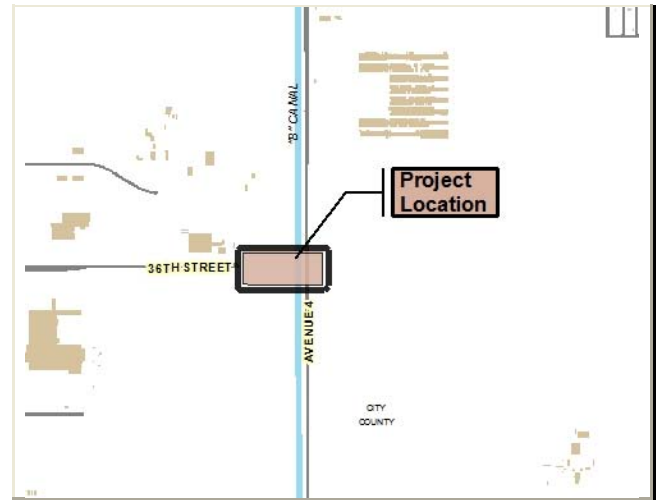 "B" CANAL
Project
Location
36TH STREET
AVENUE 4
CITY
COUNTY